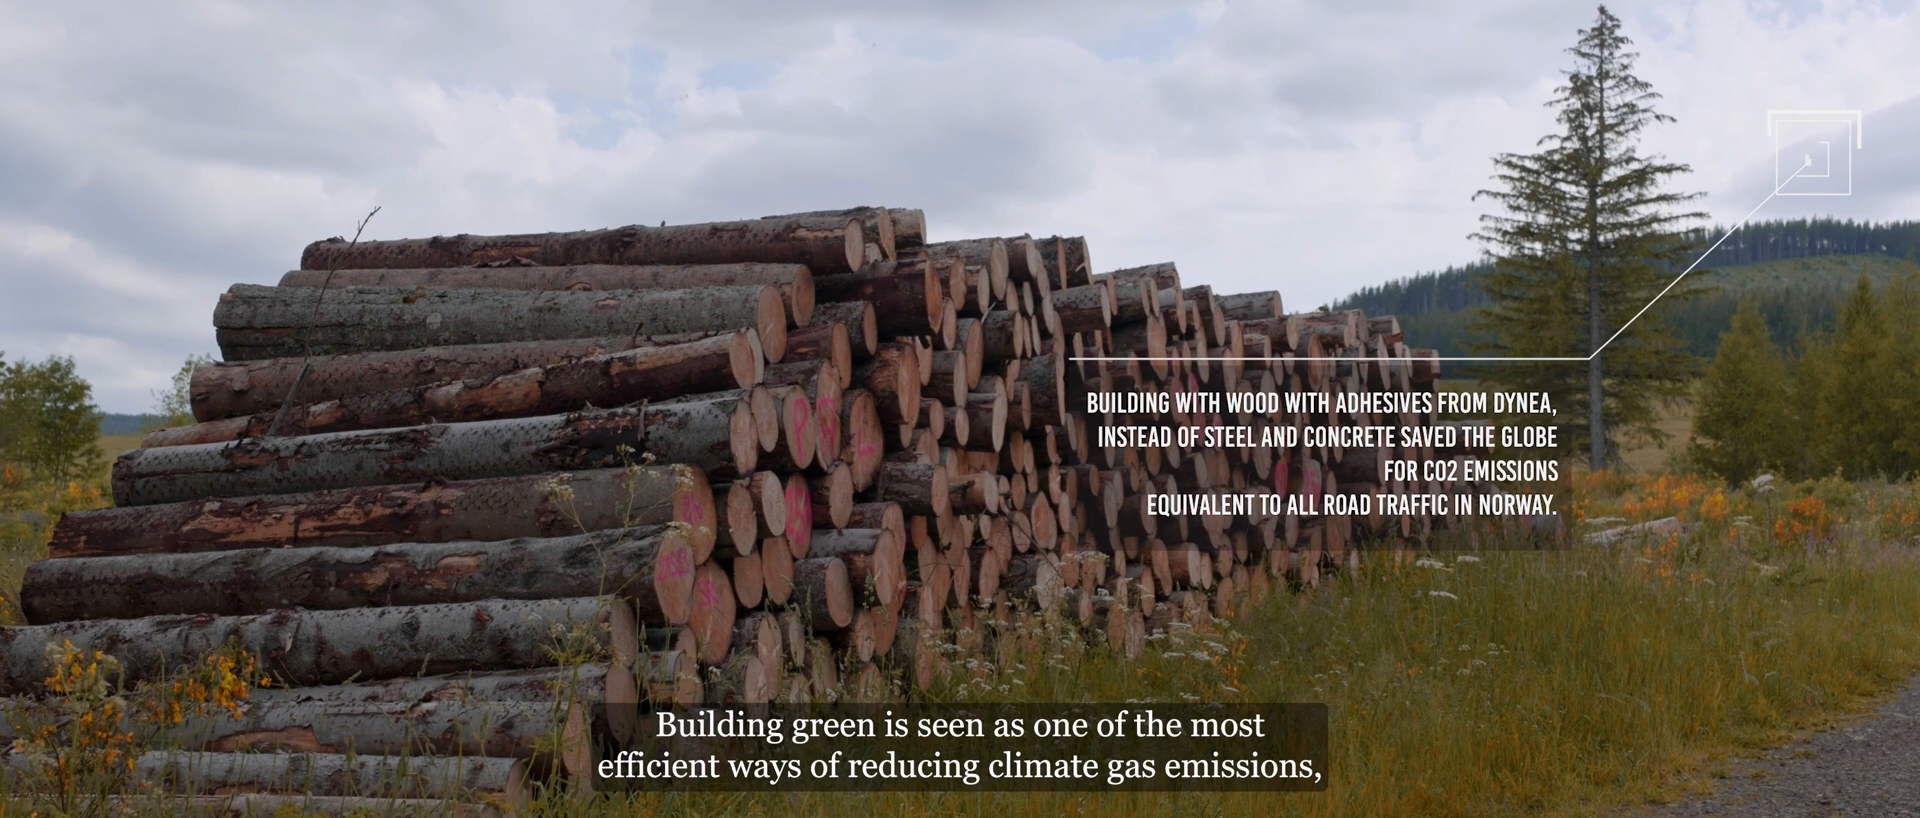 BUILDING WITH WOOD WITH ADHESIVES FROM DYNEA,
INSTEAD OF STEEL AND CONCRETE SAVED THE GLOBE
FOR CO2 EMISSIONS
EQUIVALENT TO ALL ROAD TRAFFIC IN NORWAY.
Building green is seen as one of the most
efficient ways of reducing climate gas emissions,